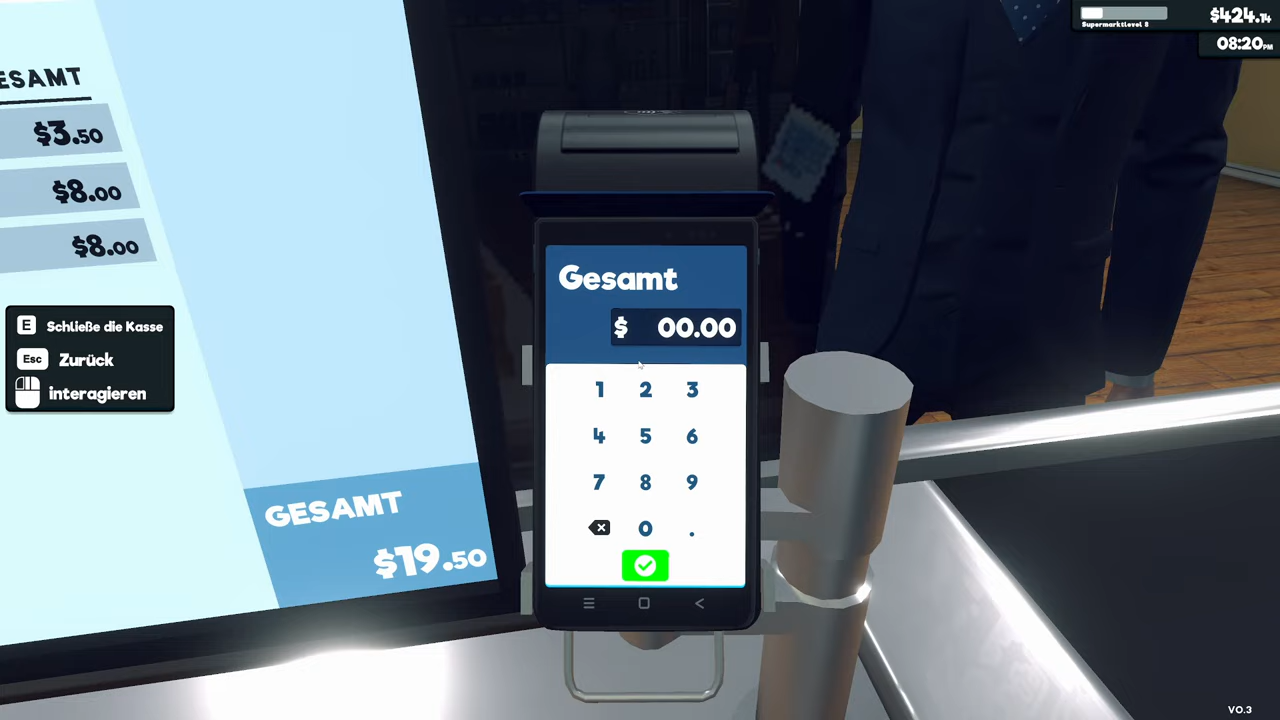 ESAMT
$3.50
$8.00
$8.00
E Schließe die Kasse
Esc Zurück
interagieren
GESAMT
$19.50
Gesamt
$ 00.00
1 2 3
4 5 6
7 8 9
0 .
$424.14
Supermarktlevel 8
08:20PM
V0.3